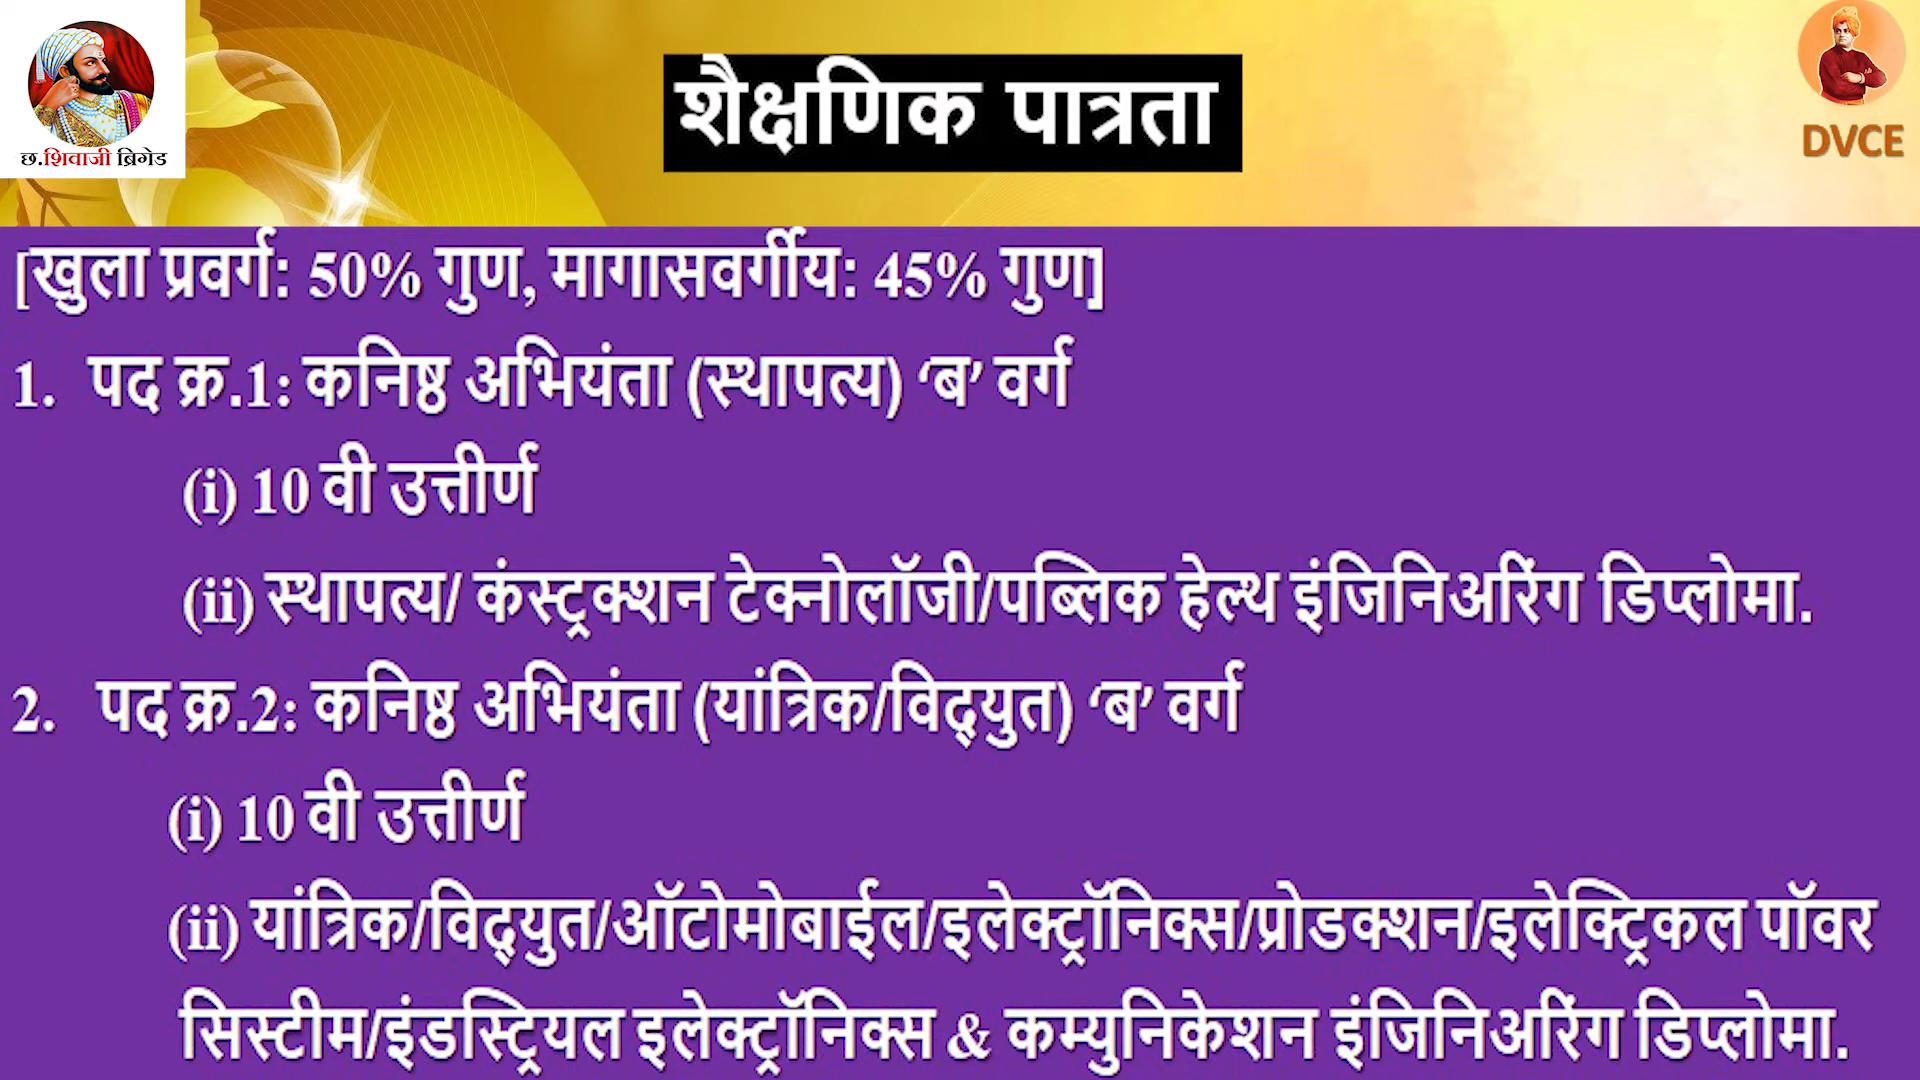 छ.शिवाजी ब्रिगेड
शैक्षणिक पात्रता
DVCE
[खुला प्रवर्ग: 50% गुण, मागासवर्गीय: 45% गुण]
1. पद क्र.1: कनिष्ठ अभियंता (स्थापत्य) ‘ब’ वर्ग
(i) 10 वी उत्तीर्ण
(ii) स्थापत्य/ कंस्ट्रक्शन टेक्नोलॉजी/पब्लिक हेल्थ इंजिनिअरिंग डिप्लोमा.
2. पद क्र.2: कनिष्ठ अभियंता (यांत्रिक/विद्युत) ‘ब’ वर्ग
(i) 10 वी उत्तीर्ण
(ii) यांत्रिक/विद्युत/ऑटोमोबाईल/इलेक्ट्रॉनिक्स/प्रोडक्शन/इलेक्ट्रिकल पॉवर
सिस्टीम/इंडस्ट्रियल इलेक्ट्रॉनिक्स & कम्युनिकेशन इंजिनिअरिंग डिप्लोमा.